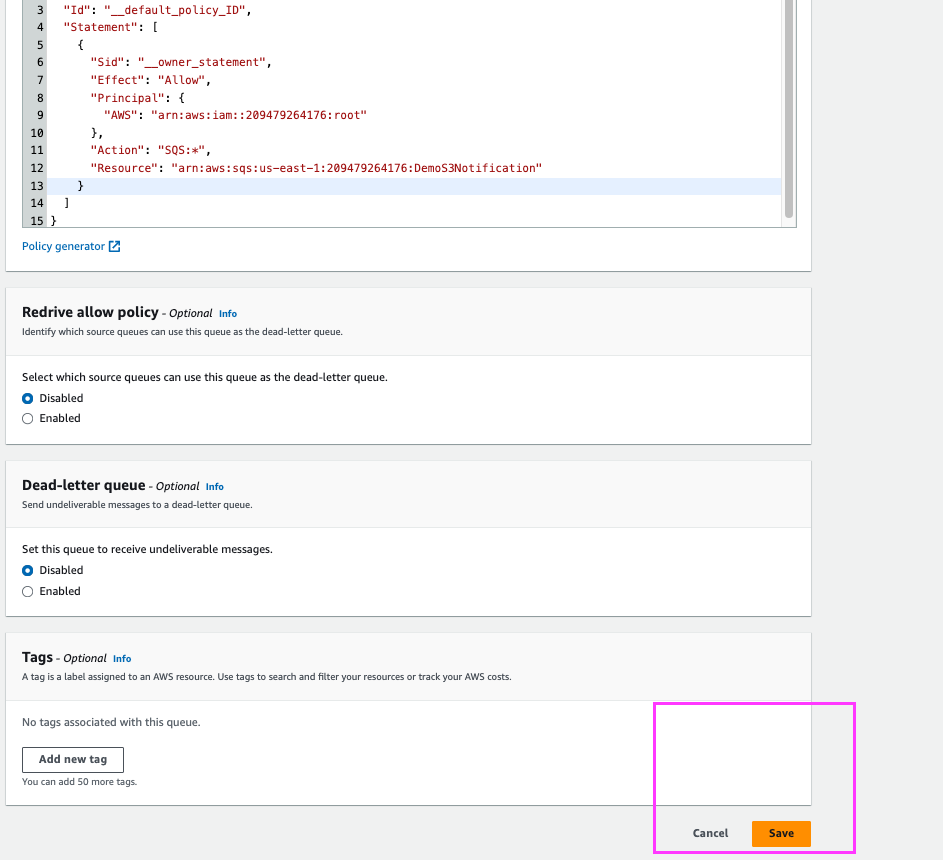 3 "Id": "__default_policy_ID",
4 "Statement": [
5 {
6 "Sid": "__owner_statement",
7 "Effect": "Allow",
8 "Principal": {
9 "AWS": "arn:aws:iam::209479264176:root"
10 },
11 "Action": "SQS:*",
12 "Resource": "arn:aws:sqs:us-east-1:209479264176:DemoS3Notification"
13 }
14 ]
15 }
Policy generator
Redrive allow policy - Optional Info
Identify which source queues can use this queue as the dead-letter queue.
Select which source queues can use this queue as the dead-letter queue.
Disabled
Enabled
Dead-letter queue - Optional Info
Send undeliverable messages to a dead-letter queue.
Set this queue to receive undeliverable messages.
Disabled
Enabled
Tags - Optional Info
A tag is a label assigned to an AWS resource. Use tags to search and filter your resources or track your AWS costs.
No tags associated with this queue.
Add new tag
You can add 50 more tags.
Cancel Save